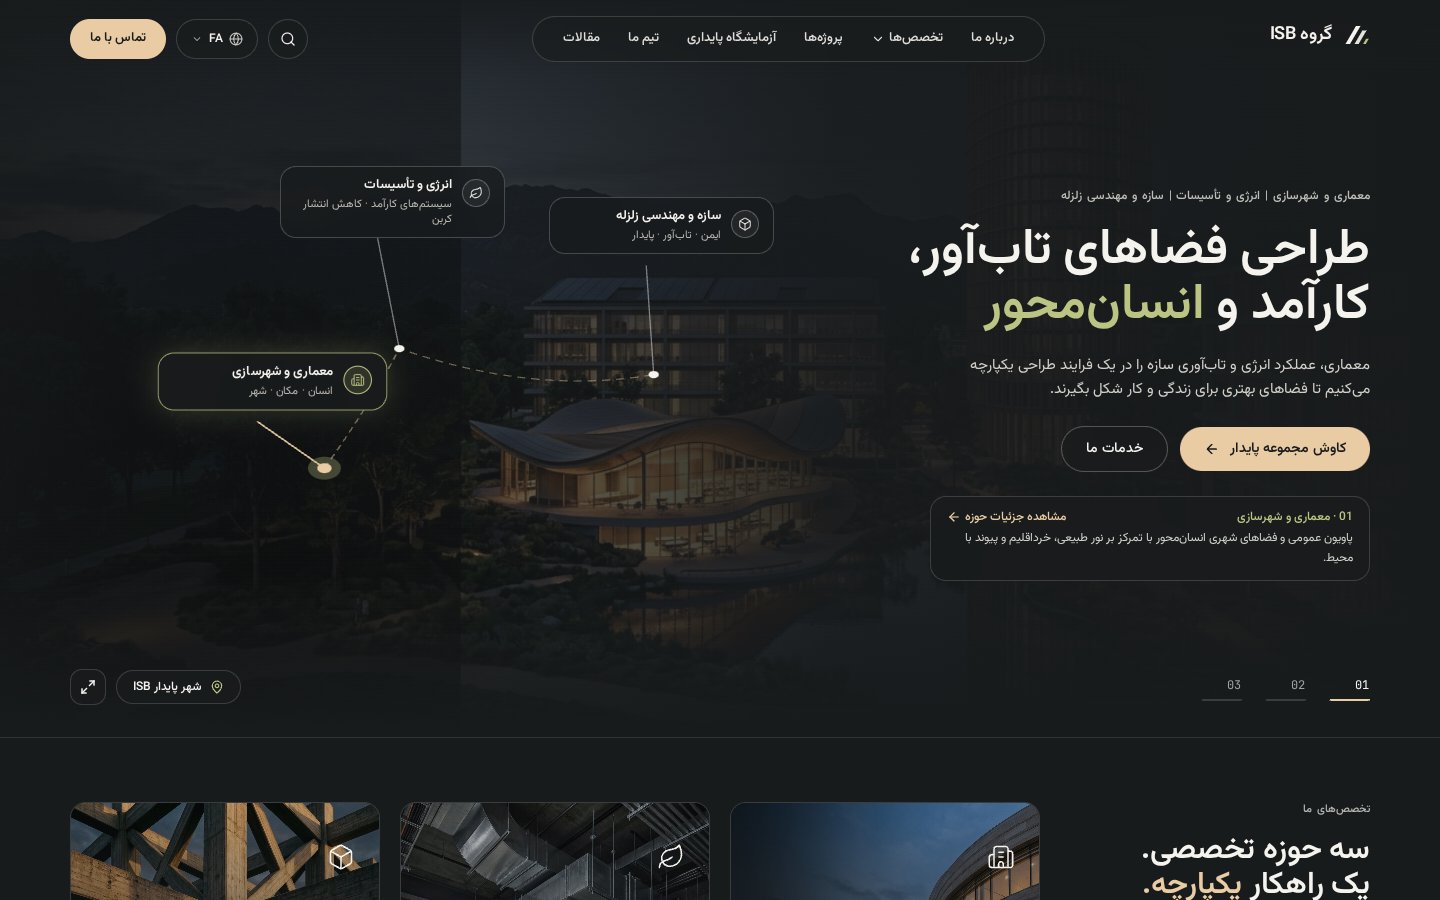 گروه ISB
درباره ما
تخصص‌ها
پروژه‌ها
آزمایشگاه پایداری
تیم ما
مقالات
FA
تماس با ما
معماری و شهرسازی | انرژی و تأسیسات | سازه و مهندسی زلزله
طراحی فضاهای تاب‌آور،
کارآمد و انسان‌محور
معماری، عملکرد انرژی و تاب‌آوری سازه را در یک فرایند طراحی یکپارچه
می‌کنیم تا فضاهای بهتری برای زندگی و کار شکل بگیرند.
کاوش مجموعه پایدار
خدمات ما
01 · معماری و شهرسازی
مشاهده جزئیات حوزه
پاویون عمومی و فضاهای شهری انسان‌محور با تمرکز بر نور طبیعی، خرداقلیم و پیوند با
محیط.
سازه و مهندسی زلزله
ایمن · تاب‌آور · پایدار
انرژی و تأسیسات
سیستم‌های کارآمد · کاهش انتشار
کربن
معماری و شهرسازی
انسان · مکان · شهر
01
02
03
شهر پایدار ISB
تخصص‌های ما
سه حوزه تخصصی.
یک راهکار یکپارچه.